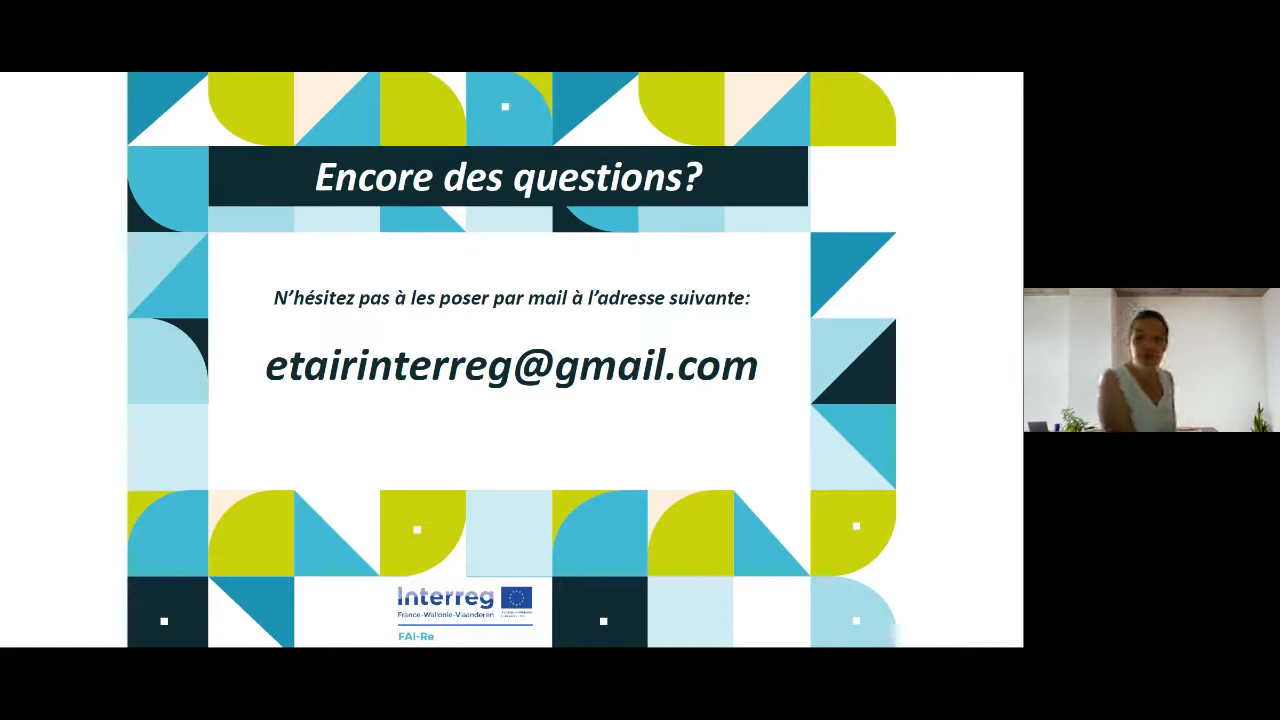 Encore des questions?
N’hésitez pas à les poser par mail à l’adresse suivante:
etairinterreg@gmail.com
Interreg
France-Wallonie-Vlaanderen
FAI-Re